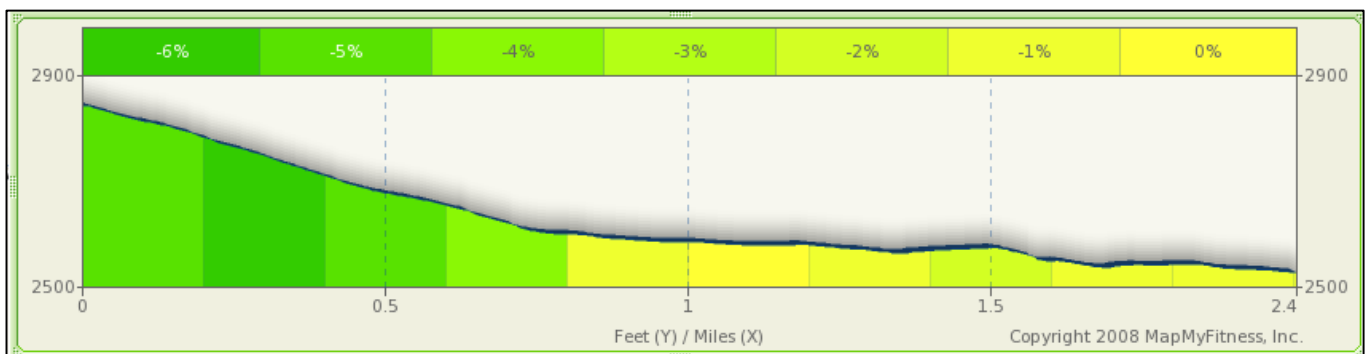 -6% -5% -4% -3% -2% -1% 0%
2900 2900
2500 2500
0 0.5 1 1.5 2.4
Feet (Y) / Miles (X) Copyright 2008 MapMyFitness, Inc.